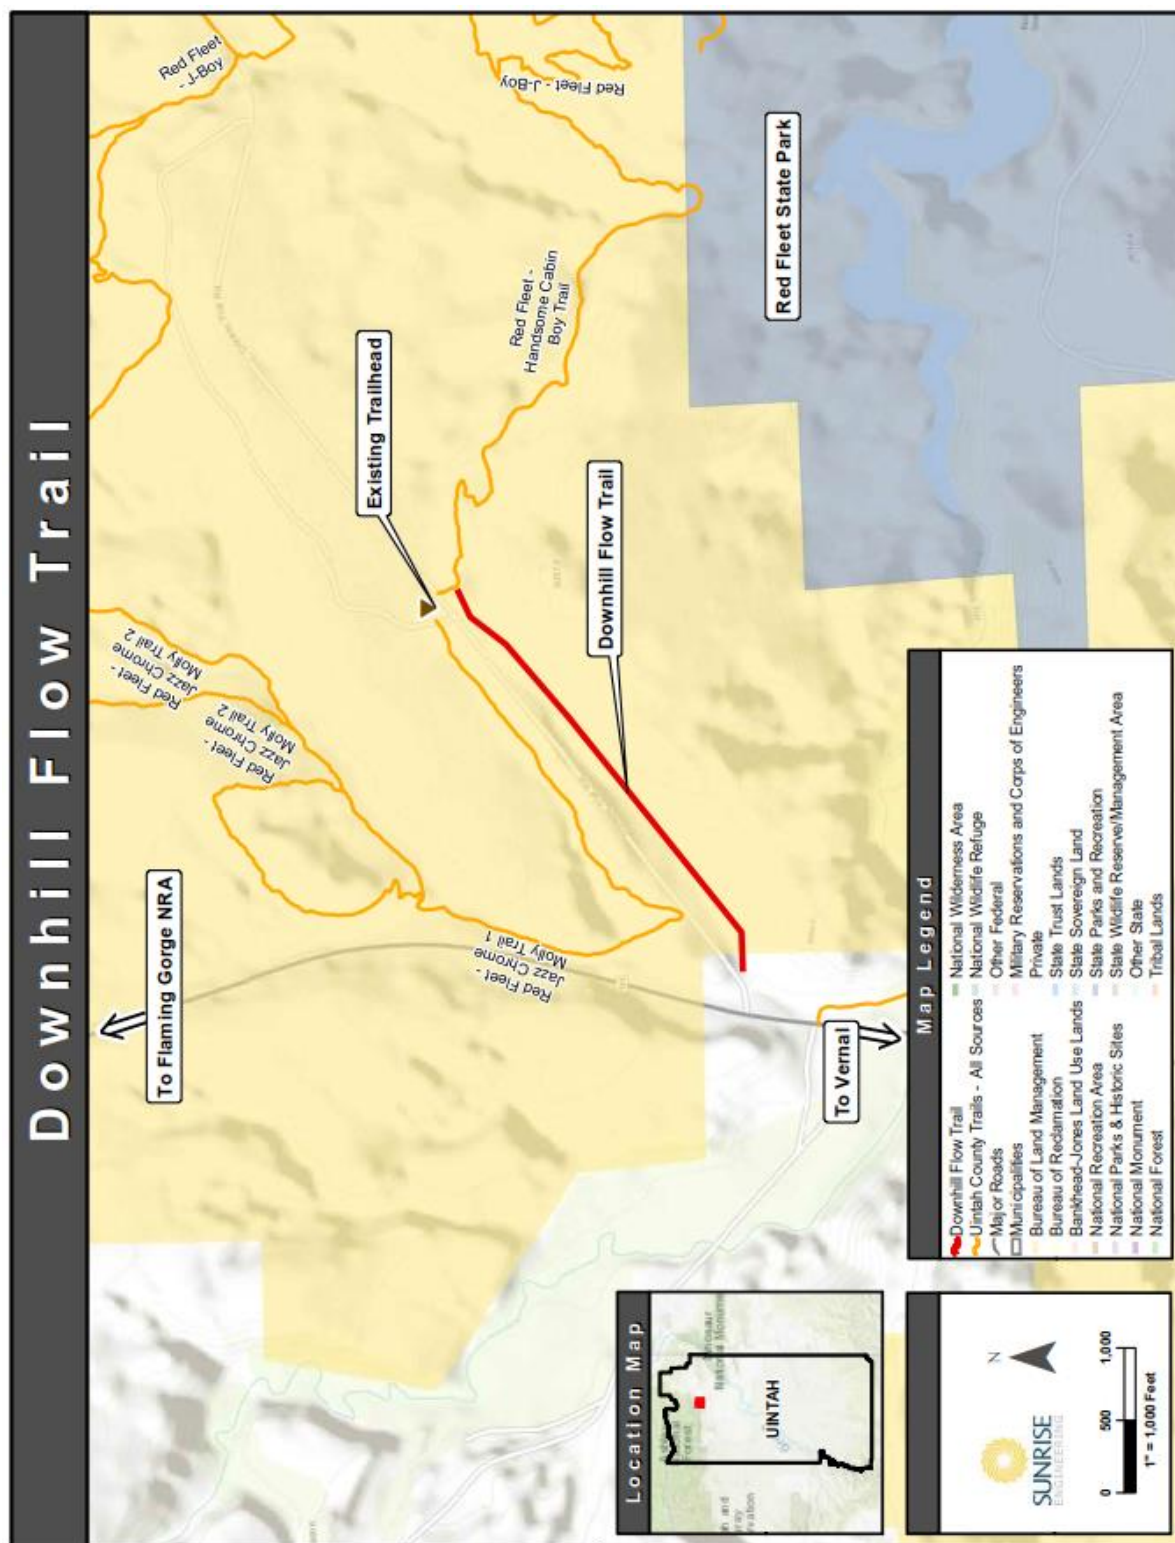 Downhill Flow Trail
To Flaming Gorge NRA
Red Fleet -
Jazz Chrome
Molly Trail 2
Red Fleet -
Jazz Chrome
Molly Trail 2
Red Fleet
- J-Boy
Existing Trailhead
Red Fleet - J-Boy
Red Fleet -
Handsome Cabin
Boy Trail
Red Fleet -
Jazz Chrome
Molly Trail 1
Downhill Flow Trail
Red Fleet State Park
To Vernal
Location Map
National
Forest
Dinosaur
National Monument
UINTAH
Map Legend
Downhill Flow Trail
Uintah County Trails - All Sources
Major Roads
Municipalities
Bureau of Land Management
Bureau of Reclamation
Bankhead-Jones Land Use Lands
National Recreation Area
National Parks & Historic Sites
National Monument
National Forest
National Wilderness Area
National Wildlife Refuge
Other Federal
Military Reservations and Corps of Engineers
Private
State Trust Lands
State Sovereign Land
State Parks and Recreation
State Wildlife Reserve/Management Area
Other State
Tribal Lands
SUNRISE
ENGINEERING
N
0 500 1,000
1" = 1,000 Feet